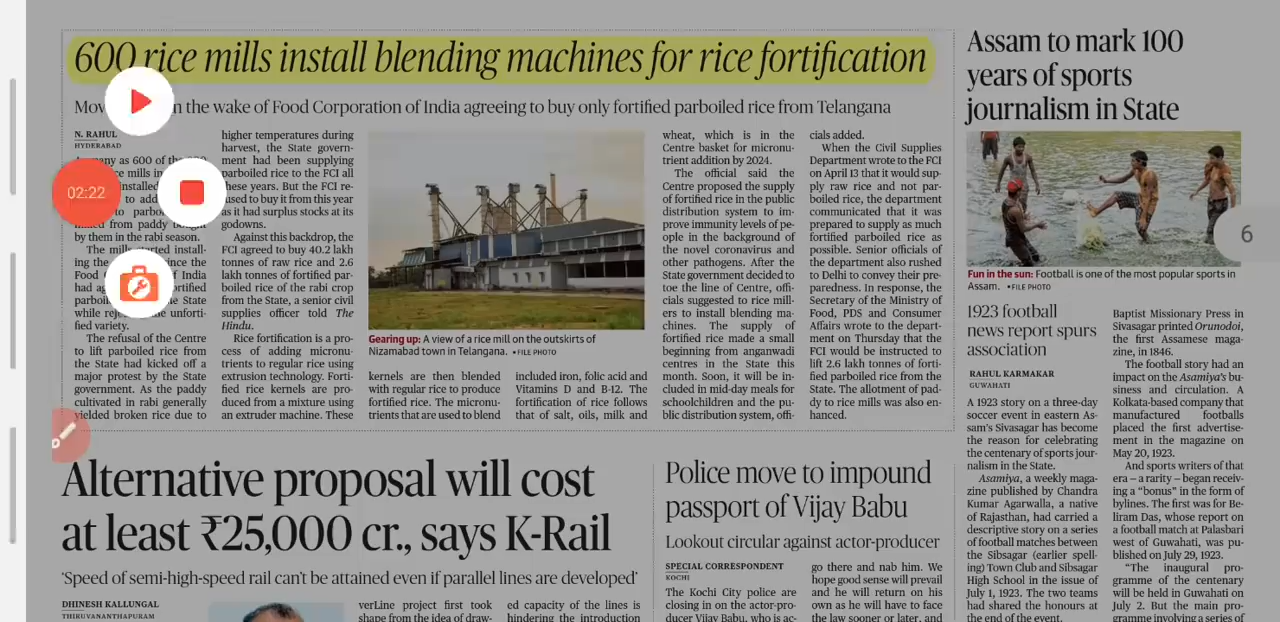 600 rice mills install blending machines for rice fortification
in the wake of Food Corporation of India agreeing to buy only fortified parboiled rice from Telangana
N. RAHUL
HYDERABAD
as 600 of the
mills in
installed
to add
to
milled from paddy bought
by them in the rabi season.
The mills started install-
ing the since the
Food of India
had
while unforti-
fied variety.
The refusal of the Centre
to lift parboiled rice from
the State had kicked off a
major protest by the State
government. As the paddy
cultivated in rabi generally
yielded broken rice due to
higher temperatures during
harvest, the State govern-
ment had been supplying
parboiled rice to the FCI all
these years. But the FCI re-
fused to buy it from this year
as it had surplus stocks at its
godowns.
Against this backdrop, the
FCI agreed to buy 40.2 lakh
tonnes of raw rice and 2.6
lakh tonnes of fortified par-
boiled rice of the rabi crop
from the State, a senior civil
supplies officer told The
Hindu.
Rice fortification is a pro-
cess of adding micronu-
trients to regular rice using
extrusion technology. Forti-
fied rice kernels are pro-
duced from a mixture using
an extruder machine. These
Gearing up: A view of a rice mill on the outskirts of
Nizamabad town in Telangana. •FILE PHOTO
kernels are then blended
with regular rice to produce
fortified rice. The micronu-
trients that are used to blend
included iron, folic acid and
Vitamins D and B-12. The
fortification of rice follows
that of salt, oils, milk and
wheat, which is in the
Centre basket for micronu-
trient addition by 2024.
The official said the
Centre proposed the supply
of fortified rice in the public
distribution system to im-
prove immunity levels of pe-
ople in the background of
the novel coronavirus and
other pathogens. After the
State government decided to
toe the line of Centre, offi-
cials suggested to rice mill-
ers to install blending ma-
chines. The supply of
fortified rice made a small
beginning from anganwadi
centres in the State this
month. Soon, it will be in-
cluded in mid-day meals for
schoolchildren and the pu-
blic distribution system, offi-
cials added.
When the Civil Supplies
Department wrote to the FCI
on April 13 that it would sup-
ply raw rice and not par-
boiled rice, the department
communicated that it was
prepared to supply as much
fortified parboiled rice as
possible. Senior officials of
the department also rushed
to Delhi to convey their pre-
paredness. In response, the
Secretary of the Ministry of
Food, PDS and Consumer
Affairs wrote to the depart-
ment on Thursday that the
FCI would be instructed to
lift 2.6 lakh tonnes of forti-
fied parboiled rice from the
State. The allotment of pad-
dy to rice mills was also en-
hanced.
02:22
Assam to mark 100
years of sports
journalism in State
6
Fun in the sun: Football is one of the most popular sports in
Assam. •FILE PHOTO
1923 football
news report spurs
association
RAHUL KARMAKAR
GUWAHATI
A 1923 story on a three-day
soccer event in eastern As-
sam's Sivasagar has become
the reason for celebrating
the centenary of sports jour-
nalism in the State.
Asamiya, a weekly maga-
zine published by Chandra
Kumar Agarwalla, a native
of Rajasthan, had carried a
descriptive story on a series
of football matches between
the Sibsagar (earlier spell-
ing) Town Club and Sibsagar
High School in the issue of
July 1, 1923. The two teams
had shared the honours at
the end of the event.
Baptist Missionary Press in
Sivasagar printed Orunodoi,
the first Assamese maga-
zine, in 1846.
The football story had an
impact on the Asamiya's bu-
siness and circulation. A
Kolkata-based company that
manufactured footballs
placed the first advertise-
ment in the magazine on
May 20, 1923.
And sports writers of that
era – a rarity – began receiv-
ing a “bonus” in the form of
bylines. The first was for Be-
liram Das, whose report on
a football match at Palasbari
west of Guwahati, was pu-
blished on July 29, 1923.
“The inaugural pro-
gramme of the centenary
will be held in Guwahati on
July 2. But the main pro-
gramme involving a series of
Alternative proposal will cost
at least ₹25,000 cr., says K-Rail
‘Speed of semi-high-speed rail can't be attained even if parallel lines are developed’
DHINESH KALLUNGAL
THIRUVANANTHAPURAM
verLine project first took
shape from the idea of draw-
ed capacity of the lines is
hindering the introduction
Police move to impound
passport of Vijay Babu
Lookout circular against actor-producer
SPECIAL CORRESPONDENT
KOCHI
The Kochi City police are
closing in on the actor-pro-
ducer Vijay Babu, who is ac-
go there and nab him. We
hope good sense will prevail
and he will return on his
own as he will have to face
the law sooner or later, and